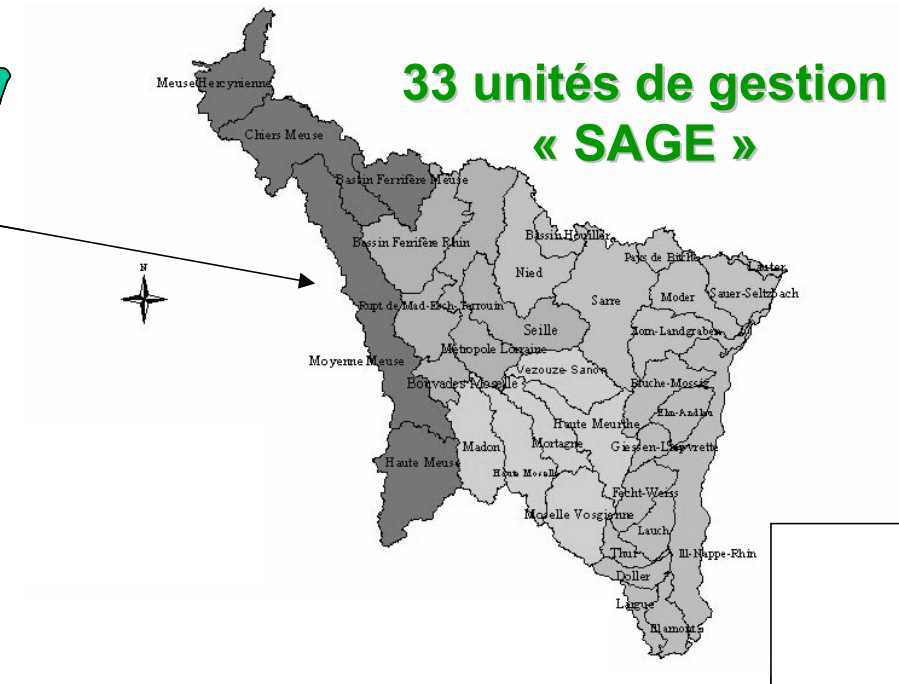 33 unités de gestion
« SAGE »
Meuse Hercynienne
Chiers Meuse
Bassin Ferrifère Meuse
Bassin Ferrifère Rhin
Bassin Houiller
Pays de Bitche
Lauter
Nied
Sarre
Moder
Sauer-Seltzbach
N
Rupt de Mad-Esch-Terrouin
Seille
Zorn-Landgraben
Métropole Lorraine
Moyenne Meuse
Vezouze-Sanon
Bouvades Moselle
Bruche-Mossig
Ehn-Andlau
Haute Meurthe
Madon
Mortagne
Giessen-Liepvrette
Haute Meuse
Haute Moselle
Fecht-Weiss
Moselle Vosgienne
Lauch
Thur
Ill-Nappe-Rhin
Doller
Largue
Ill amont